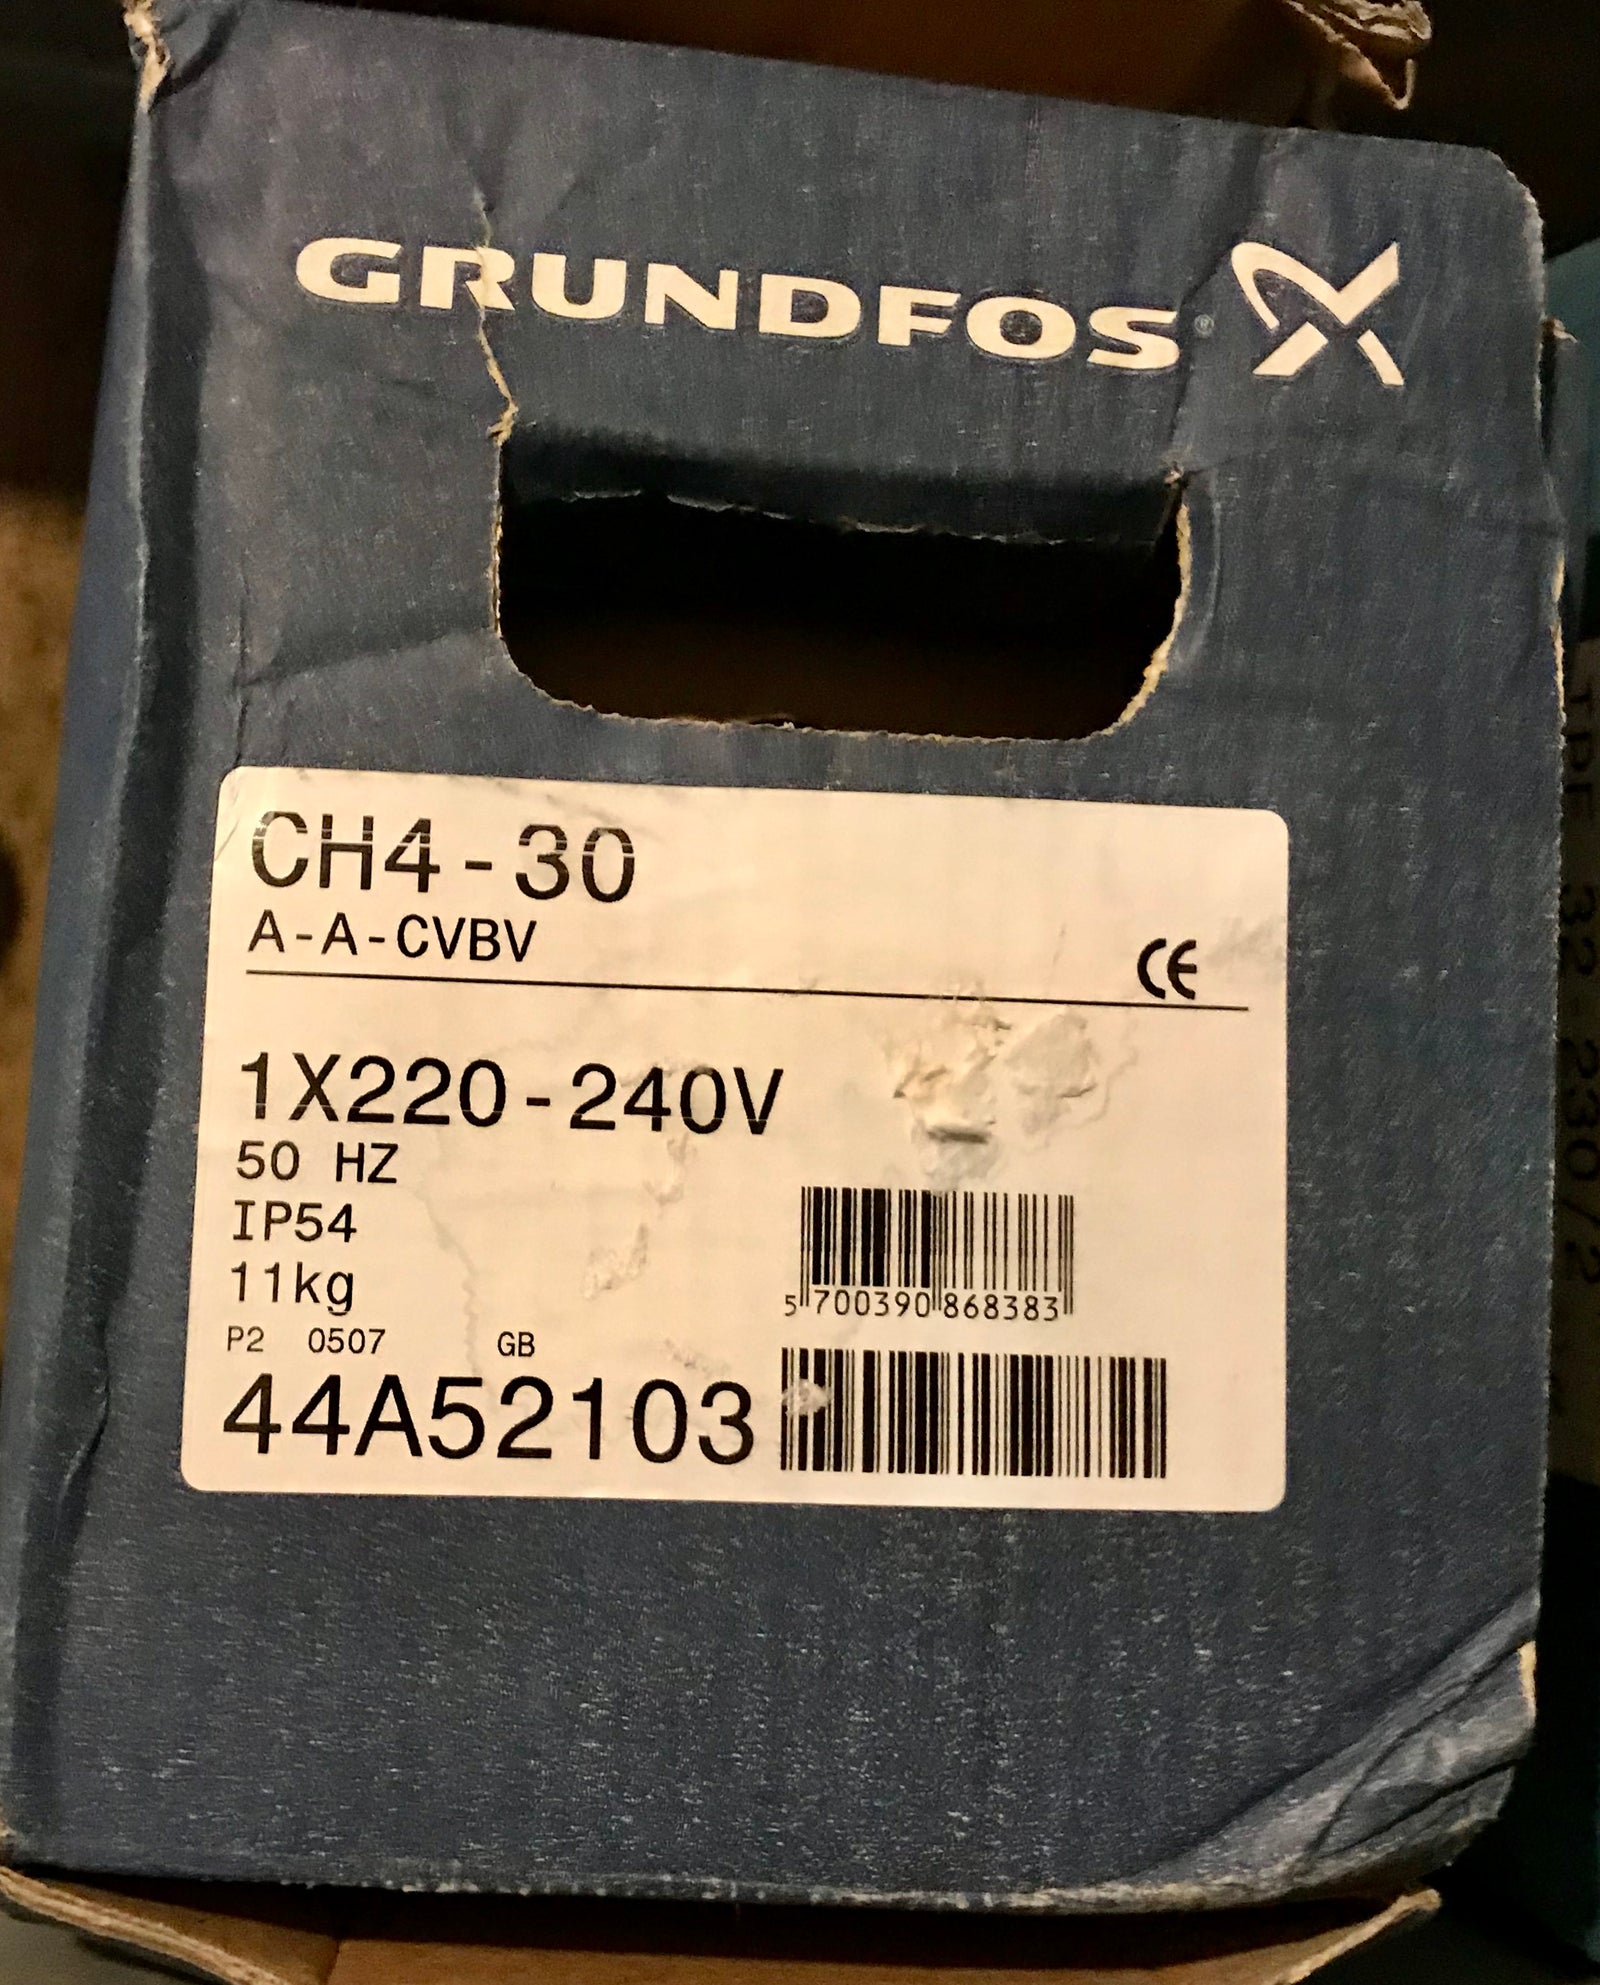 GRUNDFOS®
CH4-30
A-A-CVBV
CE
1X220-240V
50 HZ
IP54
11kg
5 700390 868383
P2 0507 GB
44A52103